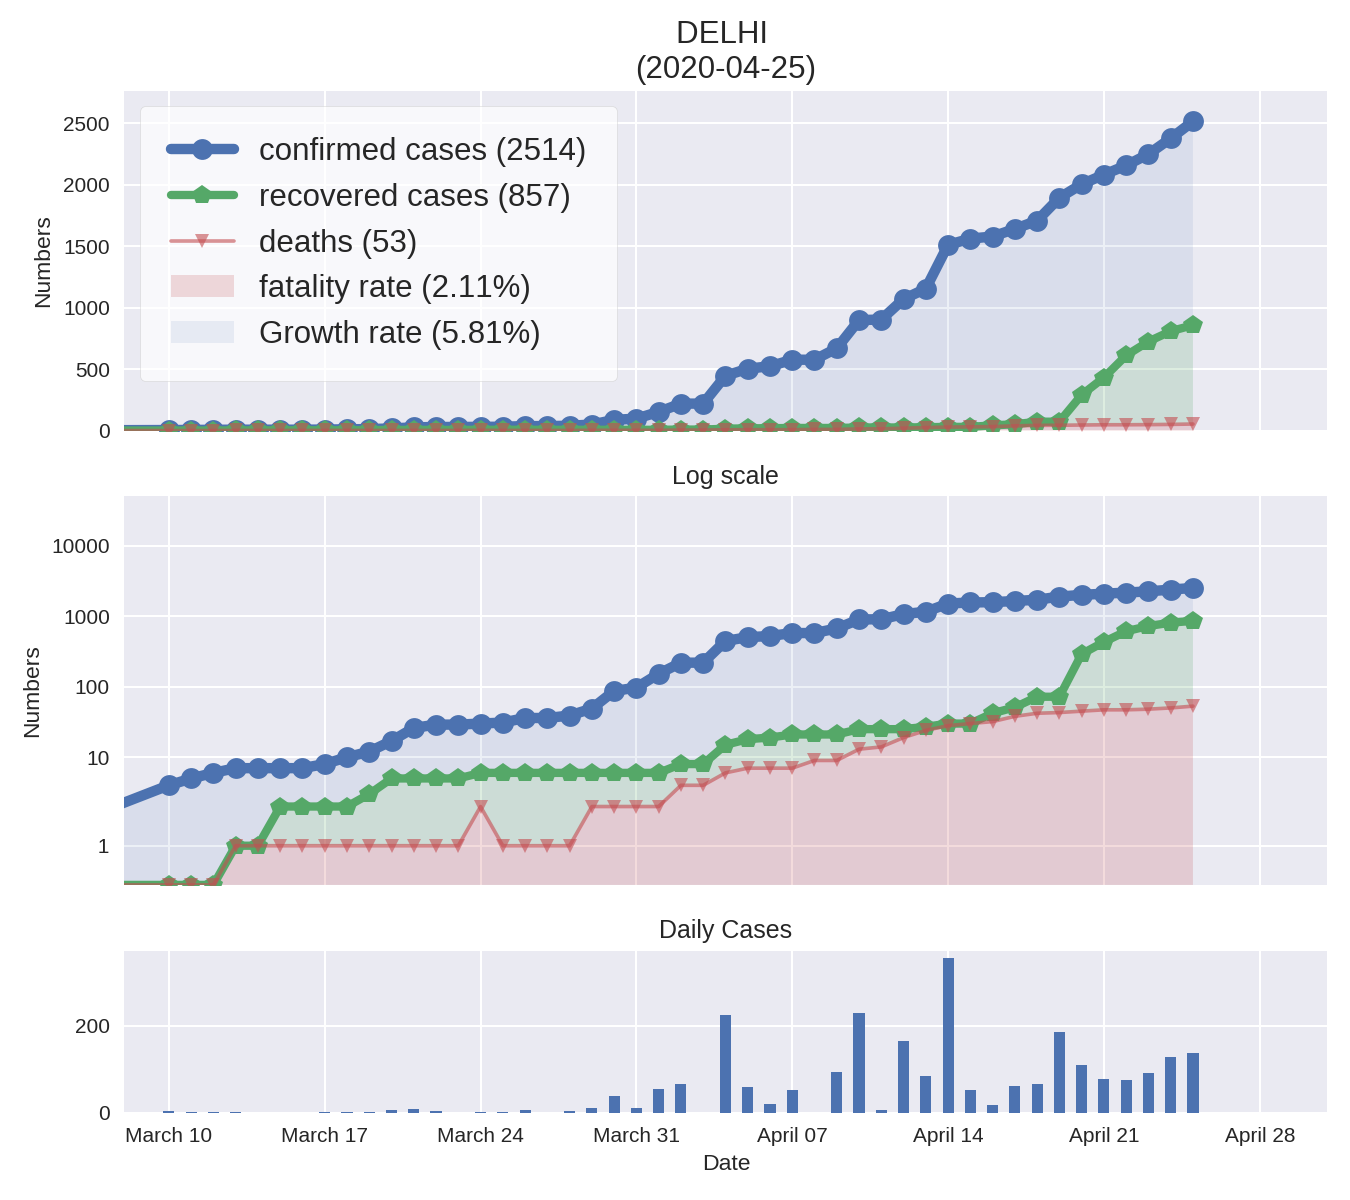 DELHI
(2020-04-25)
2500
2000
1500
1000
500
0
Numbers
confirmed cases (2514)
recovered cases (857)
deaths (53)
fatality rate (2.11%)
Growth rate (5.81%)
Log scale
10000
1000
100
10
1
Numbers
Daily Cases
200
0
March 10 March 17 March 24 March 31 April 07 April 14 April 21 April 28
Date